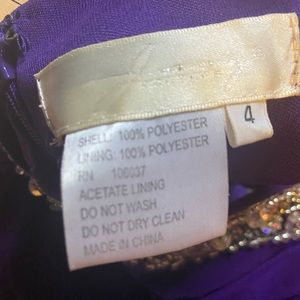 4
SHELL: 100% POLYESTER
LINING: 100% POLYESTER
RN 106037
ACETATE LINING
DO NOT WASH
DO NOT DRY CLEAN
MADE IN CHINA